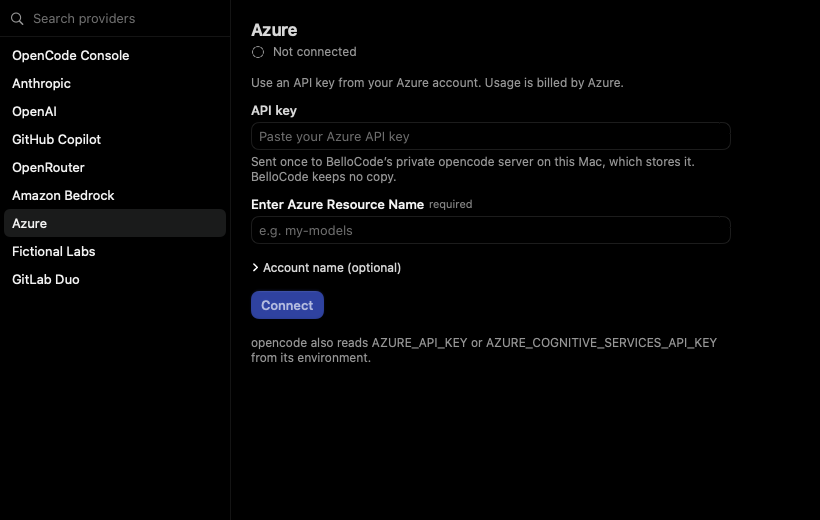 Search providers
OpenCode Console
Anthropic
OpenAI
GitHub Copilot
OpenRouter
Amazon Bedrock
Azure
Fictional Labs
GitLab Duo
Azure
Not connected
Use an API key from your Azure account. Usage is billed by Azure.
API key
Paste your Azure API key
Sent once to BelloCode’s private opencode server on this Mac, which stores it.
BelloCode keeps no copy.
Enter Azure Resource Name required
e.g. my-models
Account name (optional)
Connect
opencode also reads AZURE_API_KEY or AZURE_COGNITIVE_SERVICES_API_KEY
from its environment.